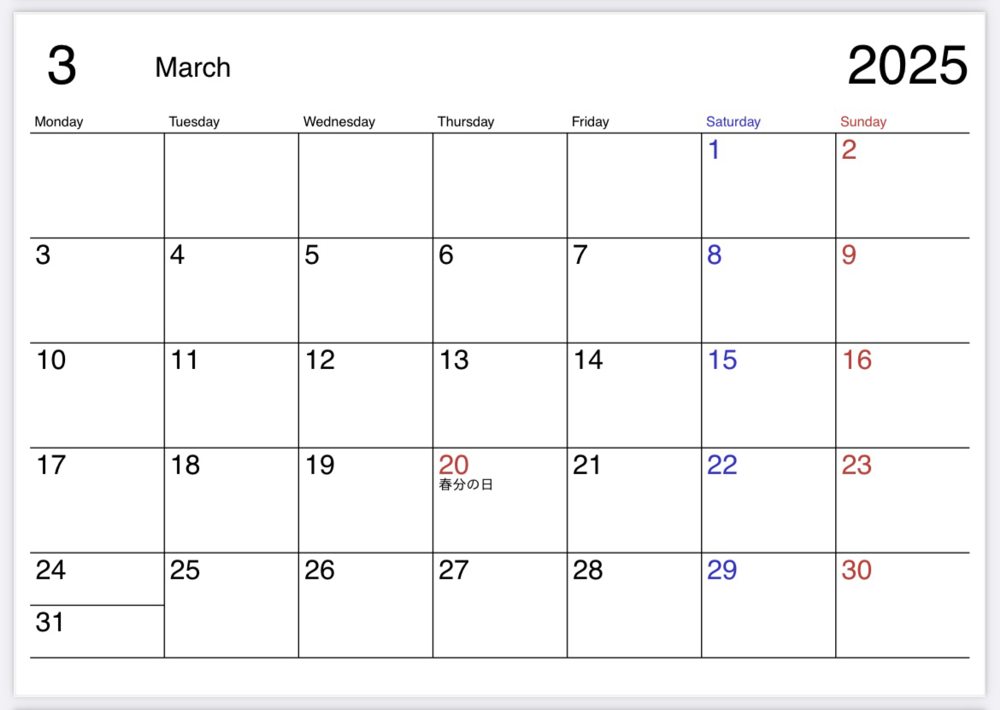 3 March 2025
Monday Tuesday Wednesday Thursday Friday Saturday Sunday
1 2
3 4 5 6 7 8 9
10 11 12 13 14 15 16
17 18 19 20 21 22 23
春分の日
24 25 26 27 28 29 30
31